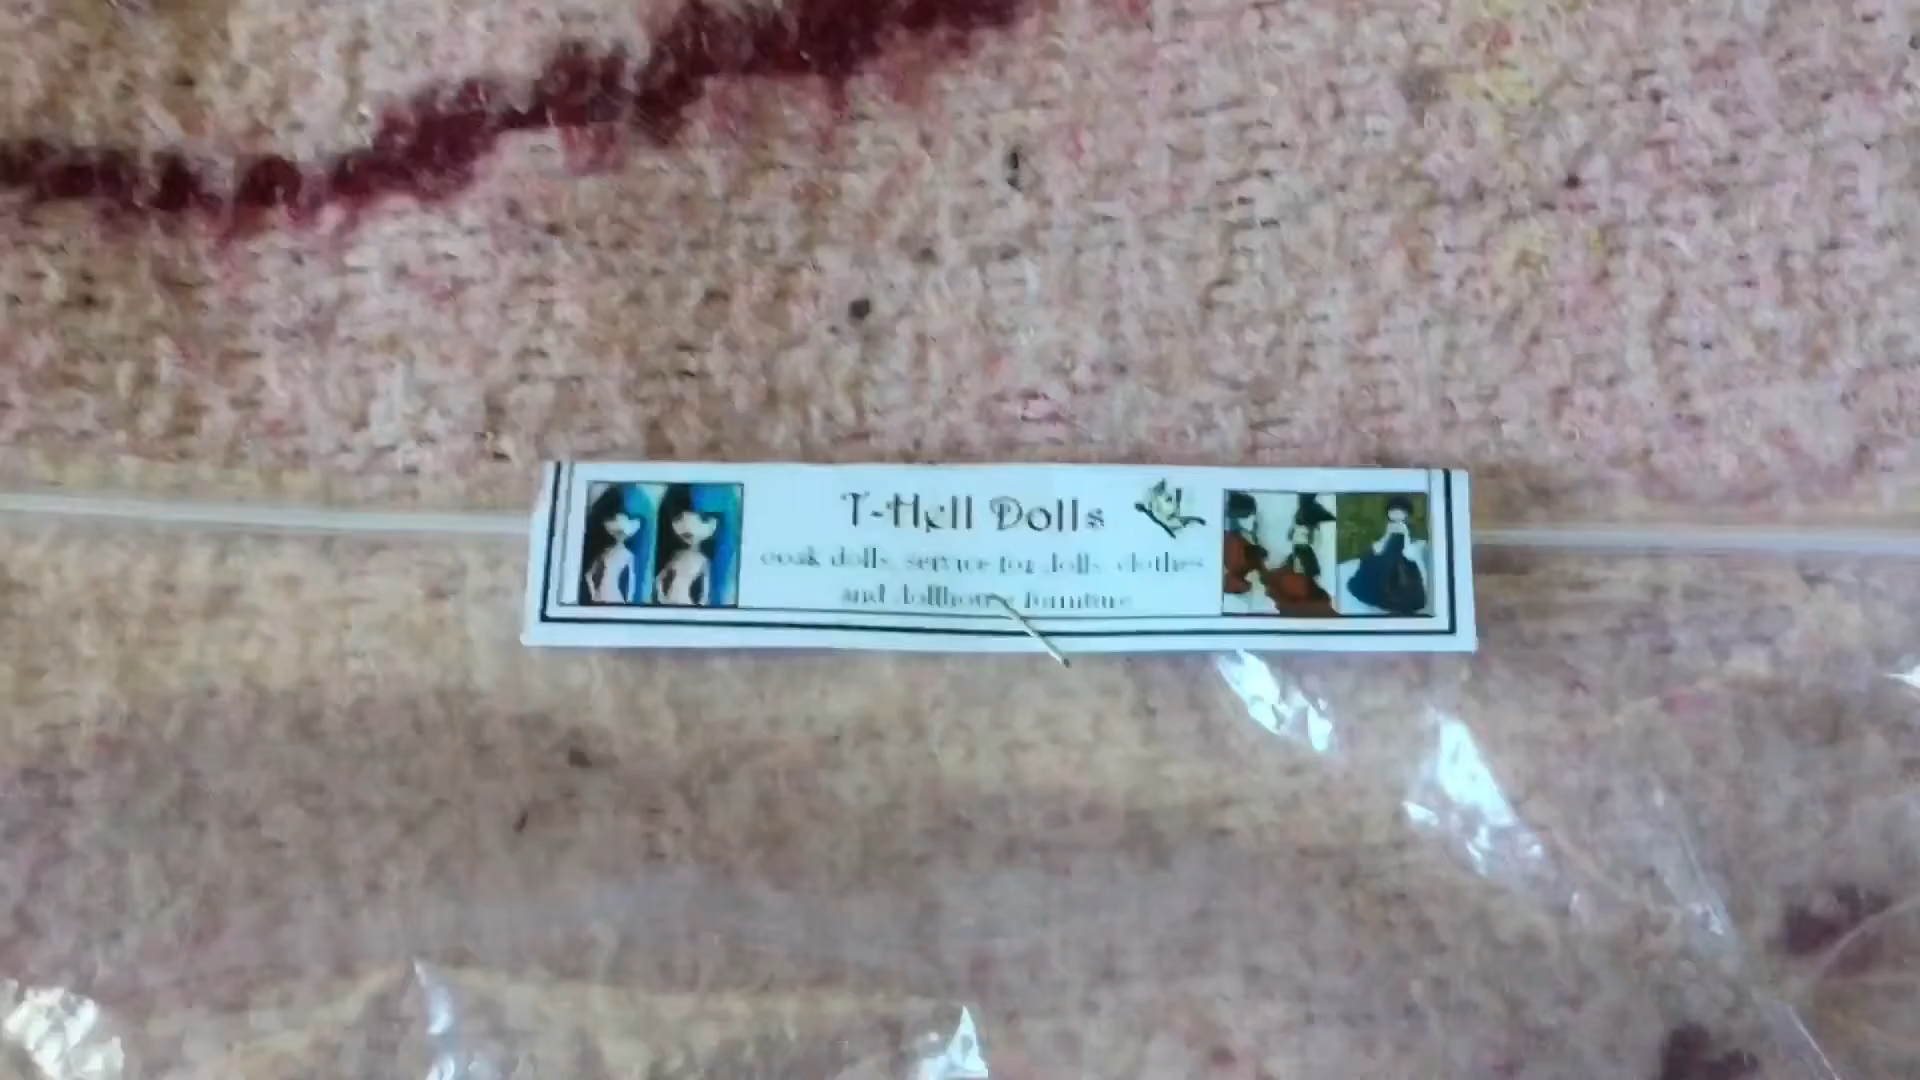 T-Hell Dolls
ooak dolls, service for dolls, clothes
and dollhouse furniture